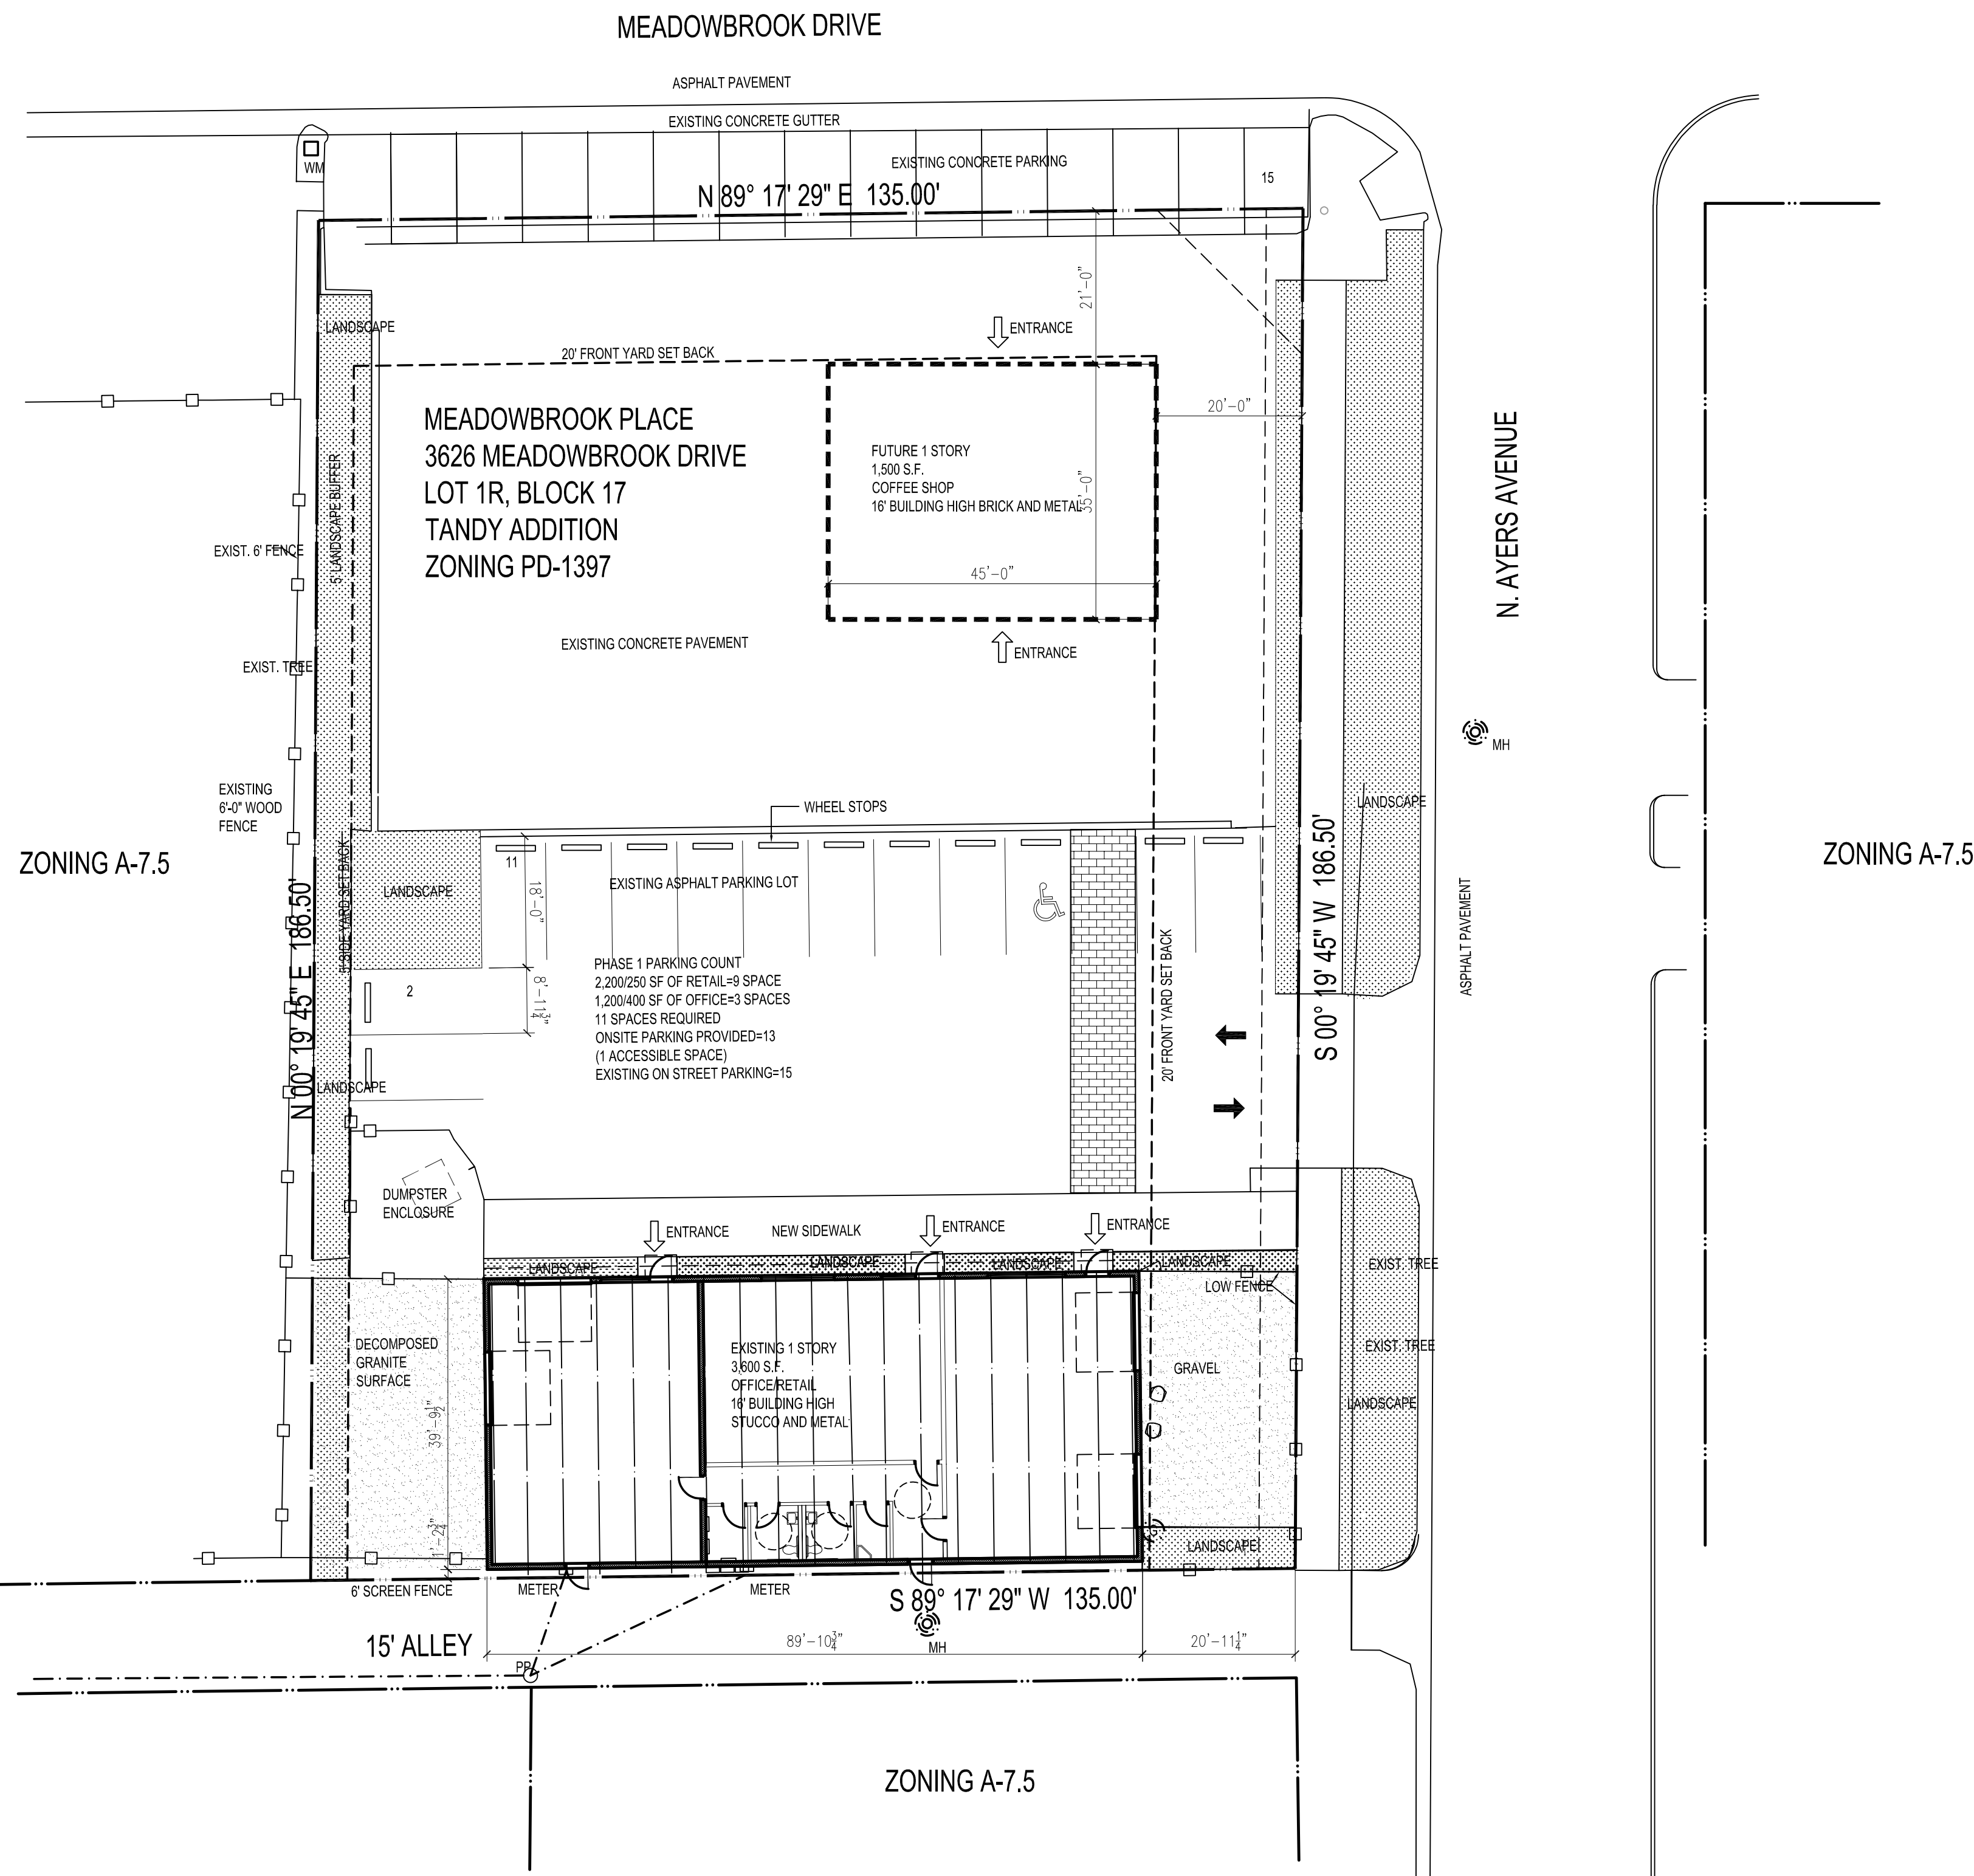 MEADOWBROOK DRIVE
ASPHALT PAVEMENT
EXISTING CONCRETE GUTTER
WM
EXISTING CONCRETE PARKING
15
N 89° 17' 29" E 135.00'
21'-0"
LANDSCAPE
ENTRANCE
20' FRONT YARD SET BACK
20'-0"
MEADOWBROOK PLACE
3626 MEADOWBROOK DRIVE
LOT 1R, BLOCK 17
TANDY ADDITION
ZONING PD-1397
FUTURE 1 STORY
1,500 S.F.
COFFEE SHOP
16' BUILDING HIGH BRICK AND METAL
35'-0"
45'-0"
N. AYERS AVENUE
5' LANDSCAPE BUFFER
EXIST. 6' FENCE
EXISTING CONCRETE PAVEMENT
ENTRANCE
EXIST. TREE
MH
EXISTING
6'-0" WOOD
FENCE
WHEEL STOPS
LANDSCAPE
ZONING A-7.5
ZONING A-7.5
11
EXISTING ASPHALT PARKING LOT
LANDSCAPE
18'-0"
5' SIDE YARD SET BACK
N 00° 19' 45" E 186.50'
S 00° 19' 45" W 186.50'
ASPHALT PAVEMENT
2
8'-11¾"
PHASE 1 PARKING COUNT
2,200/250 SF OF RETAIL=9 SPACE
1,200/400 SF OF OFFICE=3 SPACES
11 SPACES REQUIRED
ONSITE PARKING PROVIDED=13
(1 ACCESSIBLE SPACE)
EXISTING ON STREET PARKING=15
20' FRONT YARD SET BACK
LANDSCAPE
DUMPSTER
ENCLOSURE
ENTRANCE
NEW SIDEWALK
ENTRANCE
ENTRANCE
LANDSCAPE
LANDSCAPE
LANDSCAPE
LANDSCAPE
EXIST. TREE
LOW FENCE
DECOMPOSED
GRANITE
SURFACE
EXISTING 1 STORY
3,600 S.F.
OFFICE/RETAIL
16' BUILDING HIGH
STUCCO AND METAL
GRAVEL
EXIST. TREE
LANDSCAPE
39'-9½"
1'-2¾"
LANDSCAPE
6' SCREEN FENCE
METER
METER
S 89° 17' 29" W 135.00'
15' ALLEY
89'-10¾"
MH
20'-11¼"
PP
ZONING A-7.5